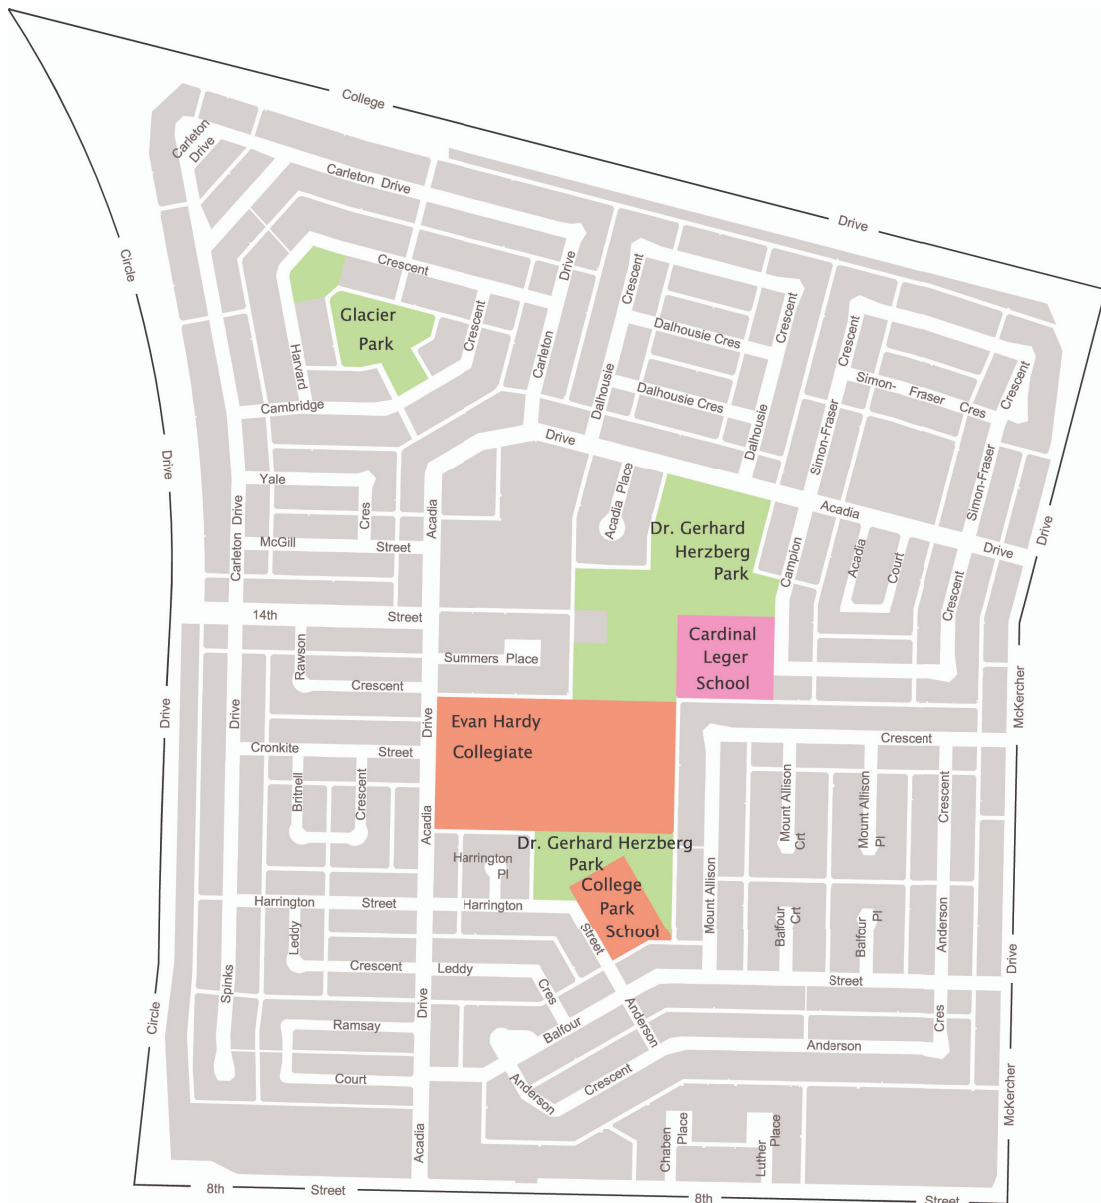 College
Drive
Carleton
Drive
Carleton Drive
Circle
Crescent
Drive
Crescent
Crescent
Crescent
Crescent
Crescent
Glacier
Park
Dalhousie Cres
Simon- Fraser Cres
Harvard
Carleton
Dalhousie
Dalhousie Cres
Dalhousie
Simon-Fraser
Simon-Fraser
Cambridge
Drive
Drive
Yale
Cres
Acadia
Acadia Place
Acadia
Drive
Drive
Dr. Gerhard
Herzberg
Park
McGill
Street
Carleton Drive
Campion
Acadia
Court
Crescent
14th
Street
Cardinal
Leger
School
Rawson
Crescent
Summers Place
Drive
Drive
Drive
McKercher
Evan Hardy
Collegiate
Crescent
Cronkite
Street
Britnell
Crescent
Acadia
Mount Allison
Crt
Mount Allison
Pl
Crescent
Dr. Gerhard Herzberg
Park
Harrington
Pl
College
Park
School
Mount Allison
Harrington
Street
Harrington
Street
Leddy
Balfour
Crt
Balfour
Pl
Anderson
Drive
Crescent
Leddy
Cres
Spinks
Drive
Street
Circle
Ramsay
Balfour
Anderson
Anderson
Cres
Court
Anderson
Crescent
McKercher
Acadia
Chaben
Place
Luther
Place
8th
Street
8th
Street